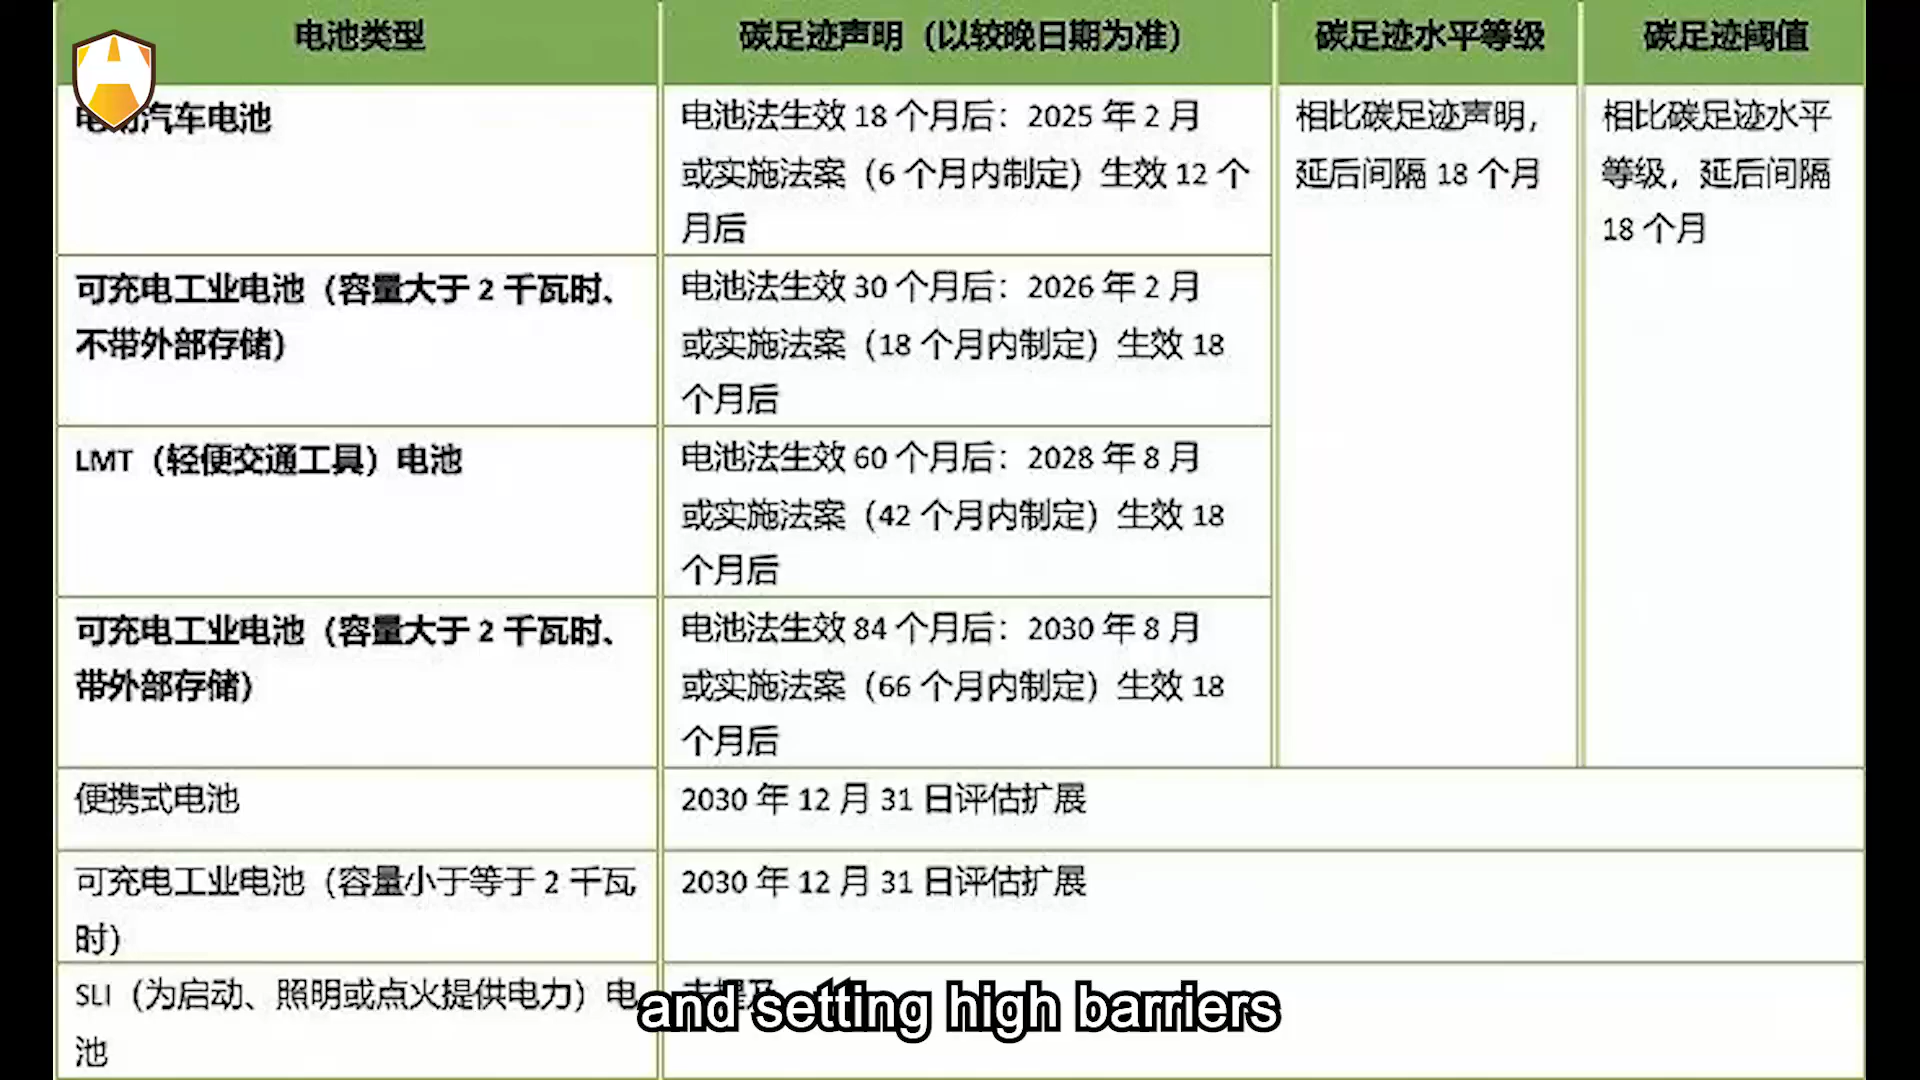 电池类型
碳足迹声明（以较晚日期为准）
碳足迹水平等级
碳足迹阈值
汽车电池
电池法生效 18 个月后：2025 年 2 月
或实施法案（6 个月内制定）生效 12 个
月后
相比碳足迹声明，
延后间隔 18 个月
相比碳足迹水平
等级，延后间隔
18 个月
可充电工业电池（容量大于 2 千瓦时、
不带外部存储）
电池法生效 30 个月后：2026 年 2 月
或实施法案（18 个月内制定）生效 18
个月后
LMT（轻便交通工具）电池
电池法生效 60 个月后：2028 年 8 月
或实施法案（42 个月内制定）生效 18
个月后
可充电工业电池（容量大于 2 千瓦时、
带外部存储）
电池法生效 84 个月后：2030 年 8 月
或实施法案（66 个月内制定）生效 18
个月后
便携式电池
2030 年 12 月 31 日评估扩展
可充电工业电池（容量小于等于 2 千瓦
时）
2030 年 12 月 31 日评估扩展
SLI（为启动、照明或点火提供电力）电
池
and setting high barriers